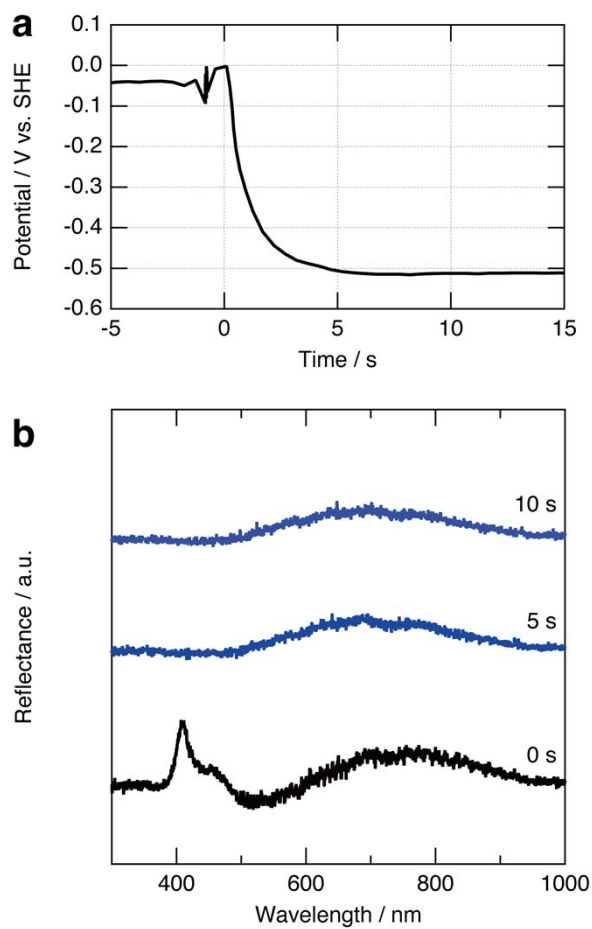 a
0.1
0.0
-0.1
-0.2
-0.3
-0.4
-0.5
-0.6
Potential / V vs. SHE
-5
0
5
10
15
Time / s
b
10 s
5 s
0 s
Reflectance / a.u.
400
600
800
1000
Wavelength / nm